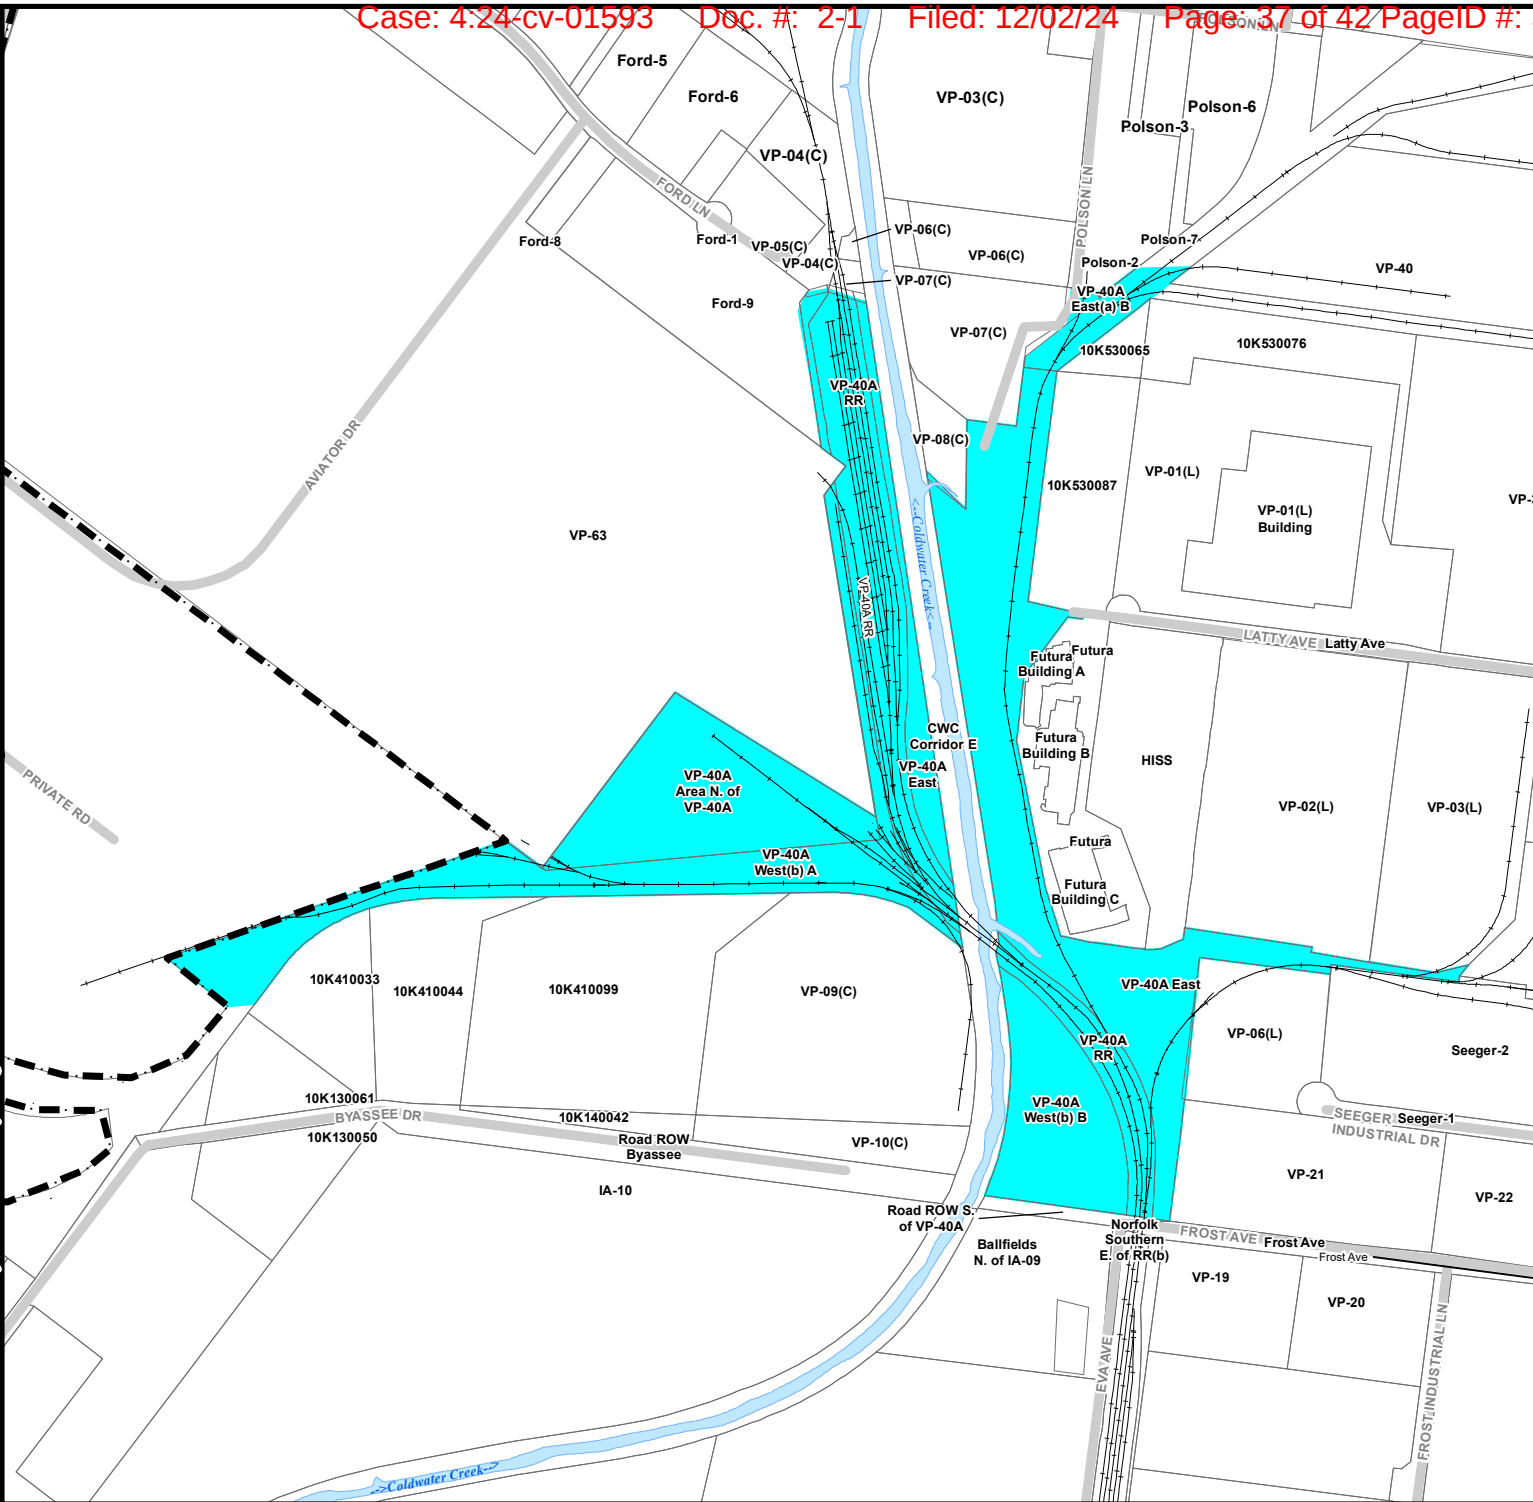 Case: 4:24-cv-01593 Doc. #: 2-1 Filed: 12/02/24 Page: 37 of 42 PageID #:
POLSON LN
Ford-5
Ford-6
VP-03(C)
Polson-6
Polson-3
VP-04(C)
FORD LN
POLSON LN
Ford-8
Ford-1
VP-05(C)
VP-04(C)
VP-06(C)
VP-06(C)
Polson-7
Polson-2
VP-40
VP-07(C)
VP-40A
East(a) B
Ford-9
VP-07(C)
10K530065
10K530076
VP-40A
RR
VP-08(C)
AVIATOR DR
10K530087
VP-01(L)
VP-01(L)
Building
VP-
VP-63
<--Coldwater Creek<--
VP-40A RR
LATTY AVE
Latty Ave
Futura
Building A
Futura
CWC
Corridor E
Futura
Building B
HISS
VP-40A
East
VP-40A
Area N. of
VP-40A
PRIVATE RD
VP-02(L)
VP-03(L)
Futura
VP-40A
West(b) A
Futura
Building C
10K410033
10K410044
10K410099
VP-09(C)
VP-40A East
VP-40A
RR
VP-06(L)
Seeger-2
10K130061
BYASSEE DR
10K140042
VP-40A
West(b) B
SEEGER
INDUSTRIAL DR
Seeger-1
10K130050
Road ROW
Byassee
VP-10(C)
VP-21
IA-10
VP-22
Road ROW S.
of VP-40A
Norfolk
Southern
E. of RR(b)
FROST AVE
Frost Ave
Frost Ave
Ballfields
N. of IA-09
VP-19
VP-20
EVA AVE
FROST INDUSTRIAL LN
-->Coldwater Creek-->